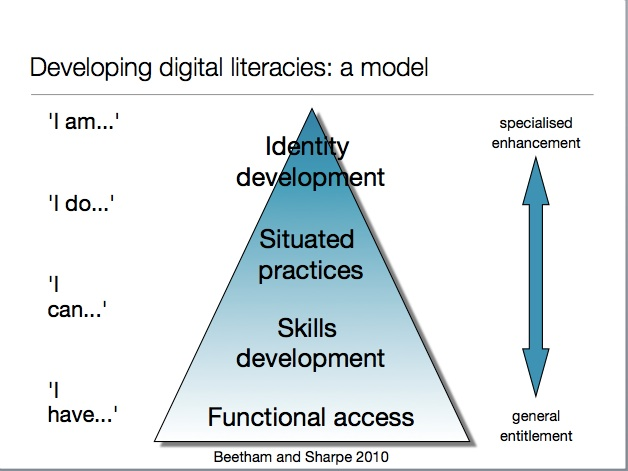 Developing digital literacies: a model
'I am...'
'I do...'
'I
can...'
'I
have...'
Identity
development
Situated
practices
Skills
development
Functional access
specialised
enhancement
general
entitlement
Beetham and Sharpe 2010